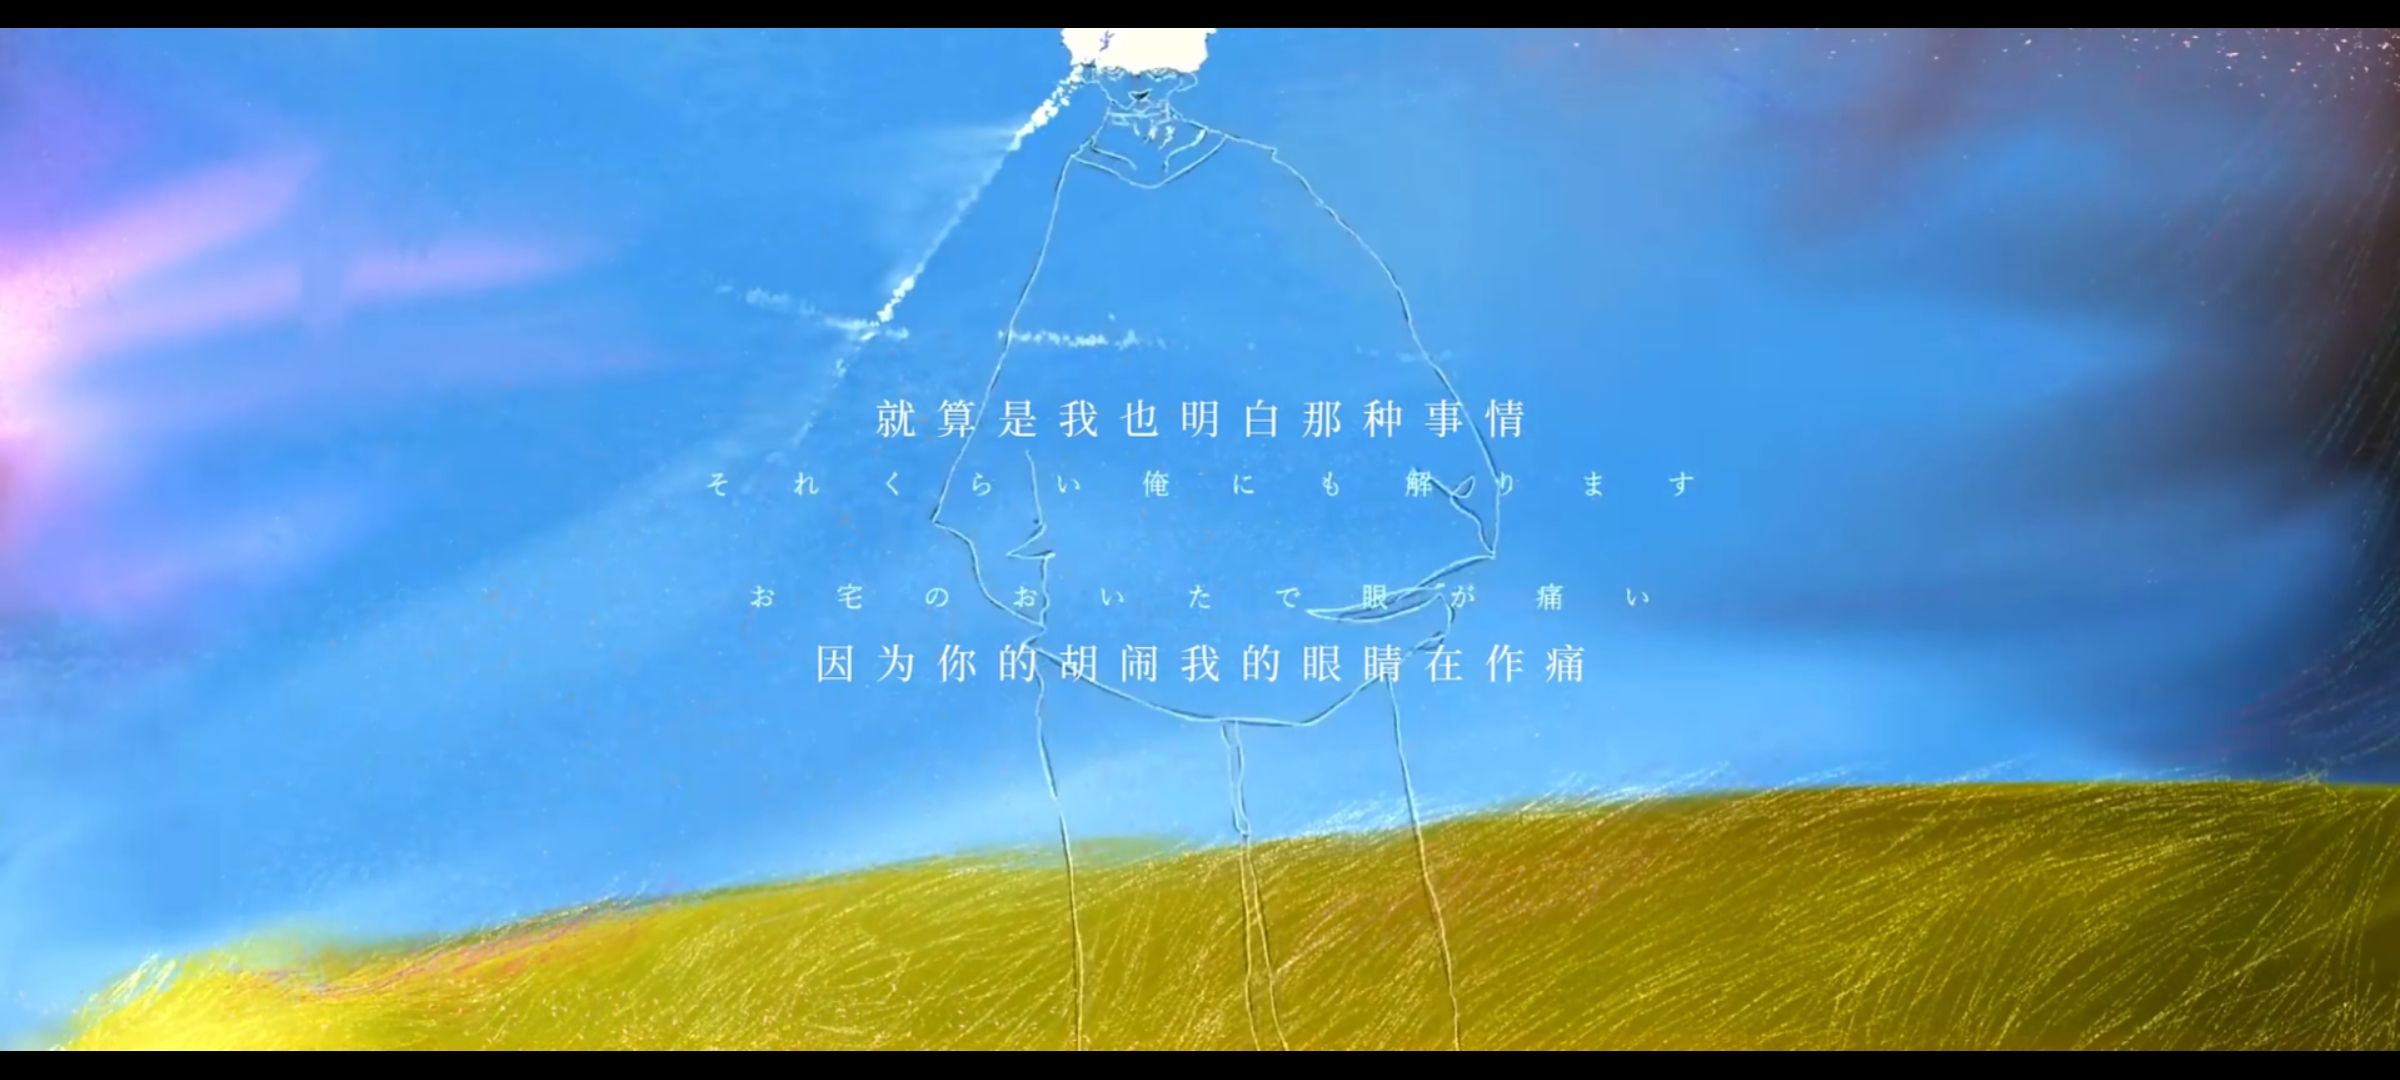 就算是我也明白那种事情
それくらい俺にも解ります
お宅のおいたで眼が痛い
因为你的胡闹我的眼睛在作痛